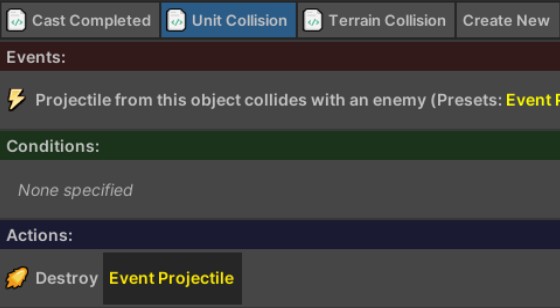 Cast Completed Unit Collision Terrain Collision Create New
Events:
Projectile from this object collides with an enemy (Presets: Event
Conditions:
None specified
Actions:
Destroy Event Projectile